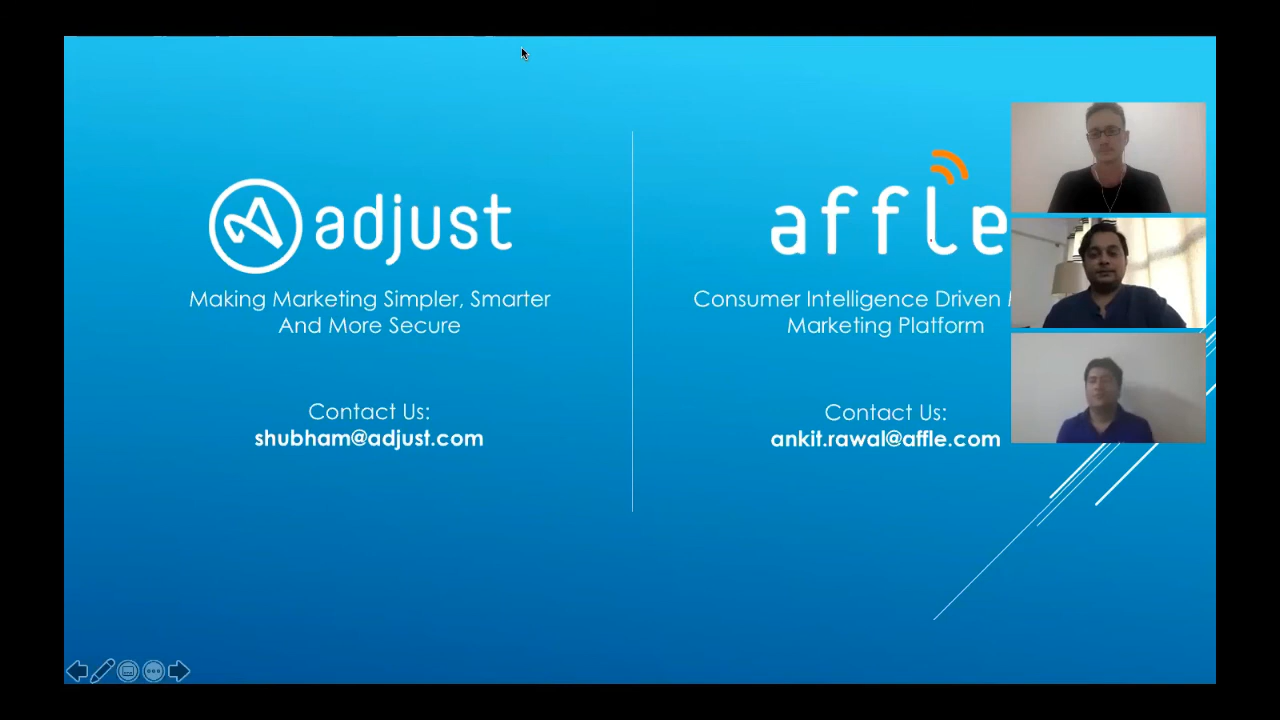 adjust
Making Marketing Simpler, Smarter
And More Secure
Contact Us:
shubham@adjust.com
affle
Consumer Intelligence Driven
Marketing Platform
Contact Us:
ankit.rawal@affle.com